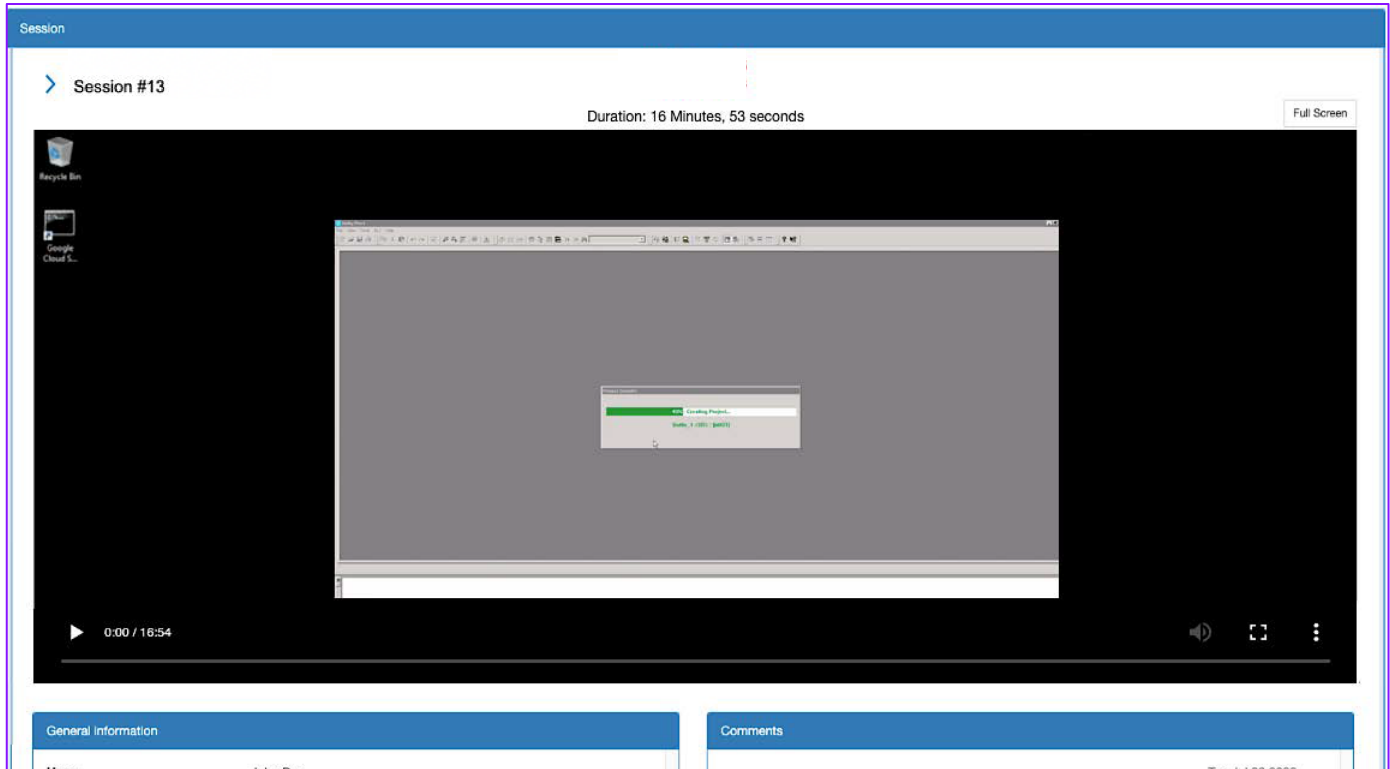 Session
Session #13
Duration: 16 Minutes, 53 seconds
Full Screen
Recycle Bin
Google
Cloud S...
Creating Project...
0:00 / 16:54
General Information
Comments